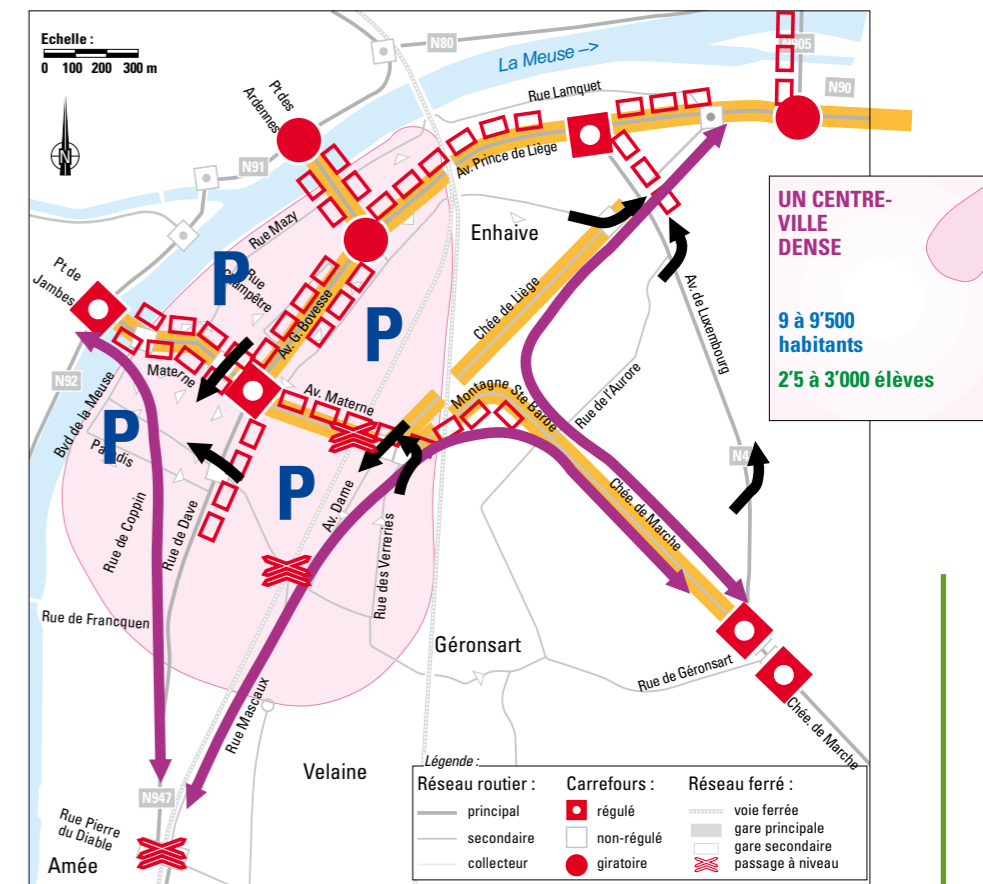 Echelle :
0 100 200 300 m
N
N80
La Meuse –>
N905
N90
Pt des
Ardennes
Rue Lamquet
N91
Av. Prince de Liège
Rue Mazy
Enhaive
UN CENTRE-
VILLE
DENSE
9 à 9'500
habitants
2'5 à 3'000 élèves
Pt de
Jambes
P
Rue
P
Av. G. Bovesse
Chée de Liège
Av. de Luxembourg
N92
Materne
Av. Materne
Montagne Ste Barbe
Rue de l'Aurore
Bvd de la Meuse
P
P
N4
Rue de Coppin
Rue de Dave
Av. Dame
Rue des Verreries
Chée. de Marche
Rue de Francquen
Géronsart
Rue de Géronsart
Rue Mascaux
Chée. de Marche
Velaine
N947
Rue Pierre
du Diable
Amée
Légende :
Réseau routier :
principal
secondaire
collecteur
Carrefours :
régulé
non-régulé
giratoire
Réseau ferré :
voie ferrée
gare principale
gare secondaire
passage à niveau